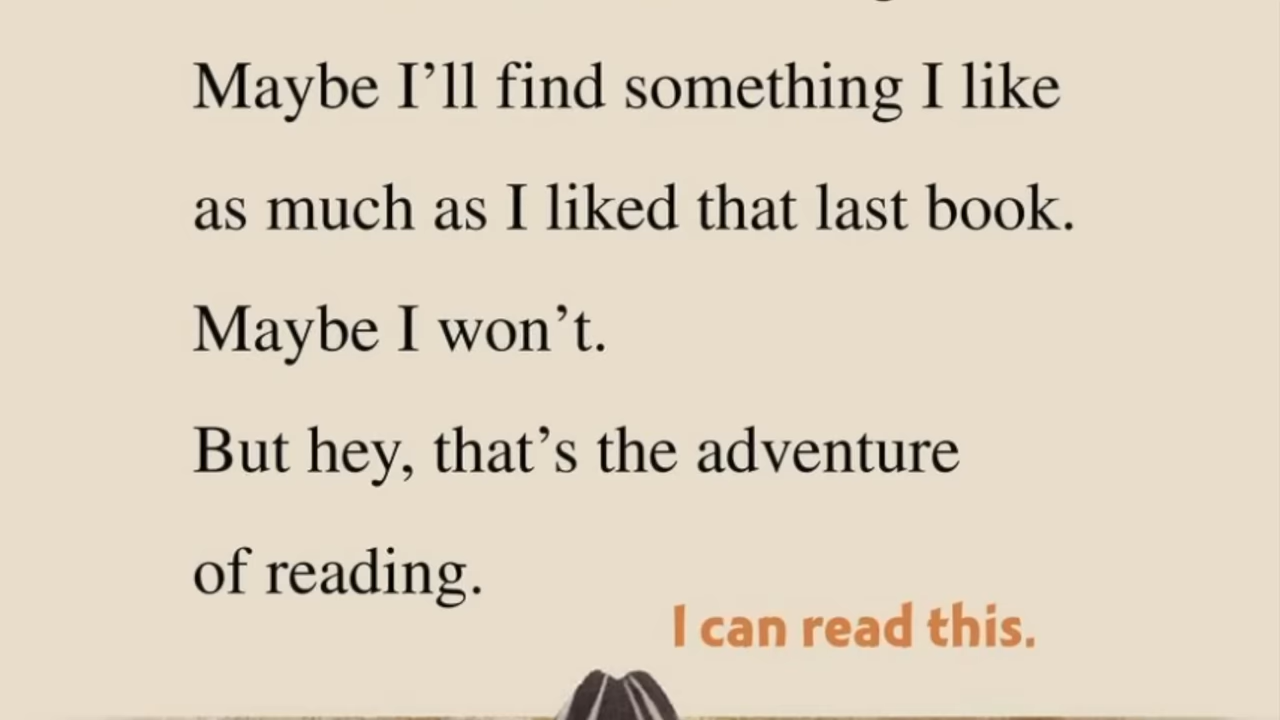 Maybe I’ll find something I like
as much as I liked that last book.
Maybe I won’t.
But hey, that’s the adventure
of reading.
I can read this.